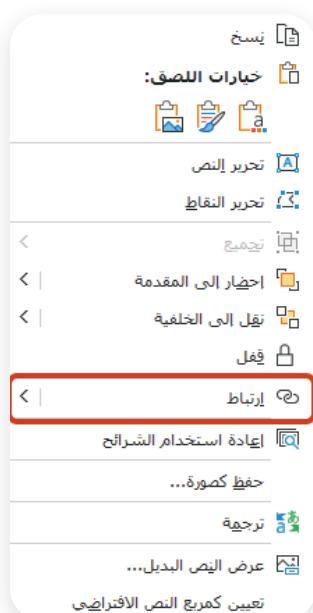 نسخ
خيارات اللصق:
تحرير النص
تحرير النقاط
تجميع
إحضار إلى المقدمة
نقل إلى الخلفية
قفل
ارتباط
إعادة استخدام الشرائح
حفظ كصورة...
ترجمة
عرض النص البديل...
تعيين كمربع النص الافتراضي